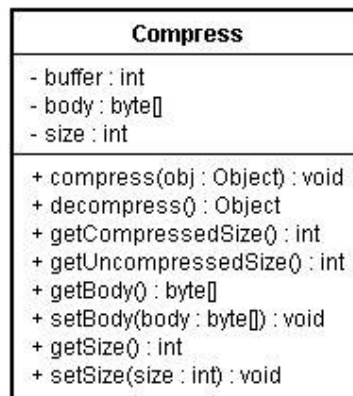 Compress
- buffer : int
- body : byte[]
- size : int
+ compress(obj : Object) : void
+ decompress() : Object
+ getCompressedSize() : int
+ getUncompressedSize() : int
+ getBody() : byte[]
+ setBody(body : byte[]) : void
+ getSize() : int
+ setSize(size : int) : void